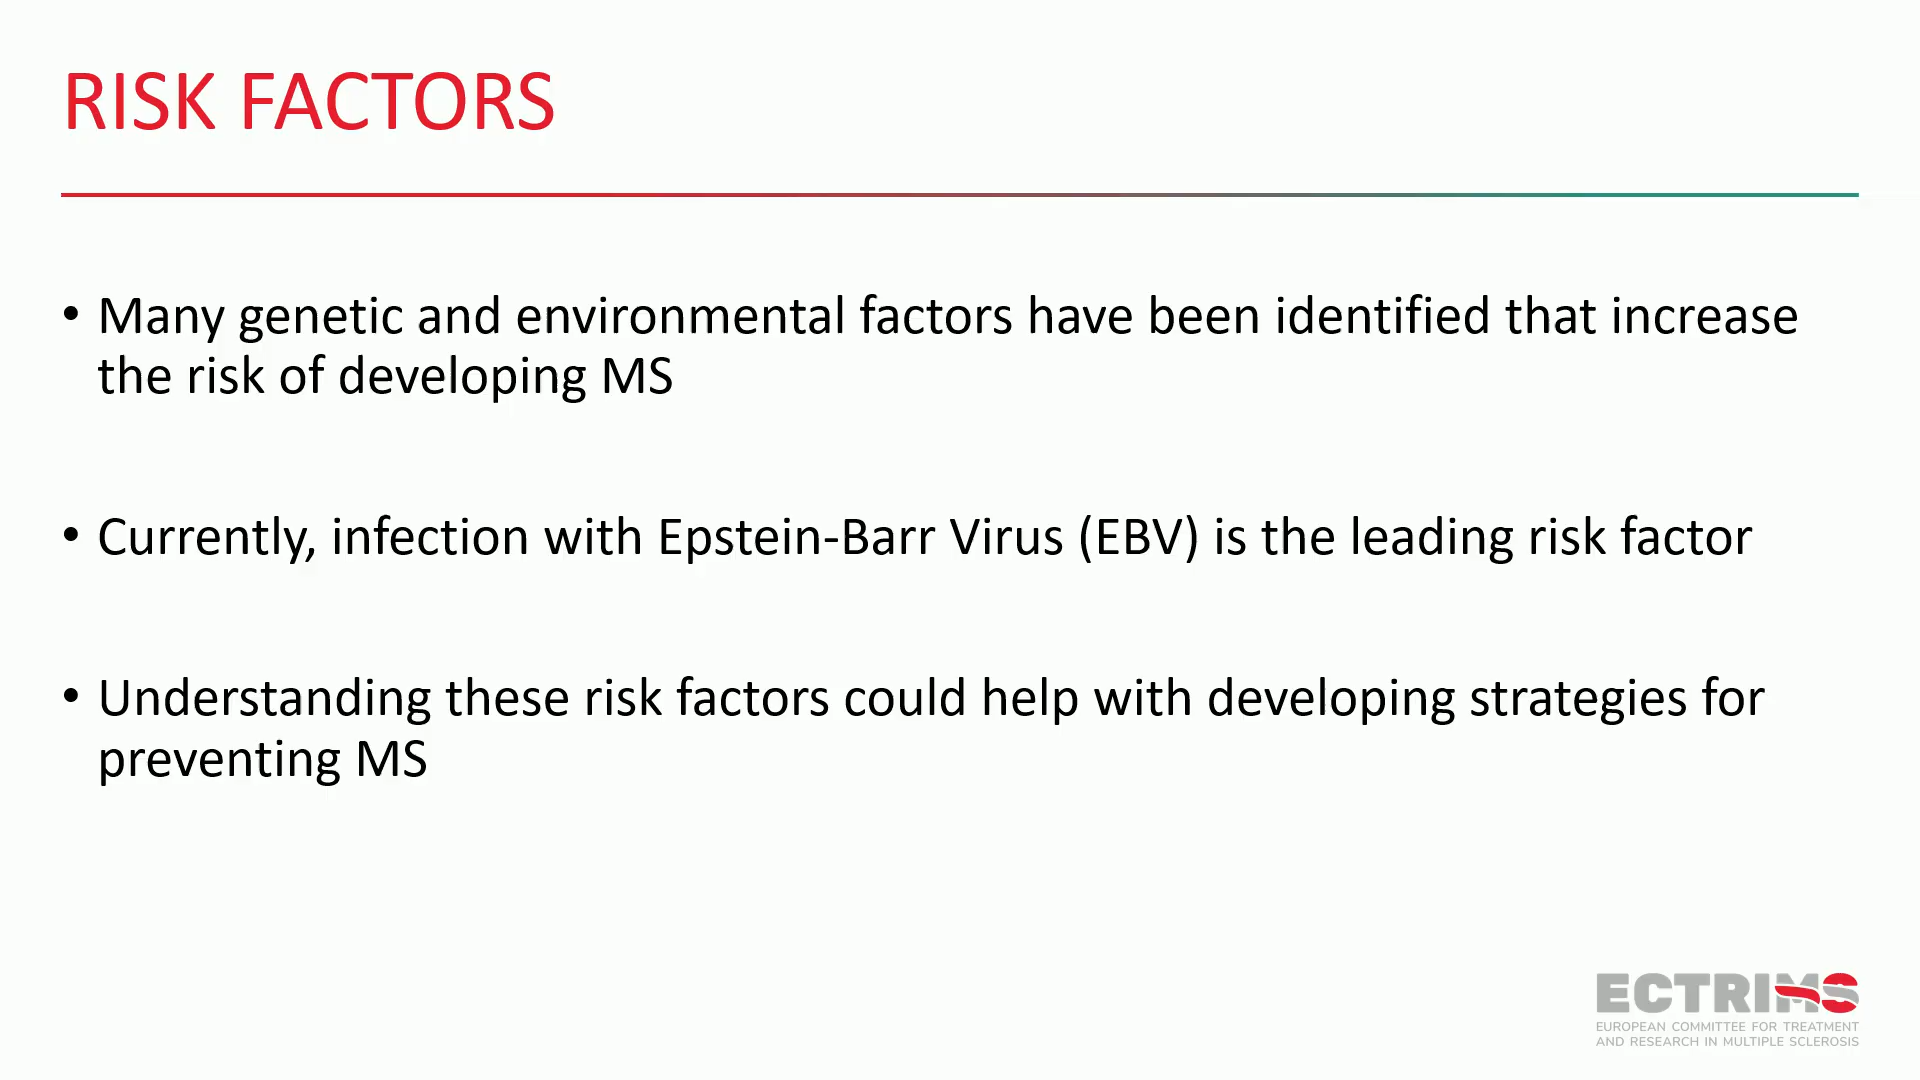 RISK FACTORS
• Many genetic and environmental factors have been identified that increase
the risk of developing MS
• Currently, infection with Epstein-Barr Virus (EBV) is the leading risk factor
• Understanding these risk factors could help with developing strategies for
preventing MS
ECTRIMS
EUROPEAN COMMITTEE FOR TREATMENT
AND RESEARCH IN MULTIPLE SCLEROSIS